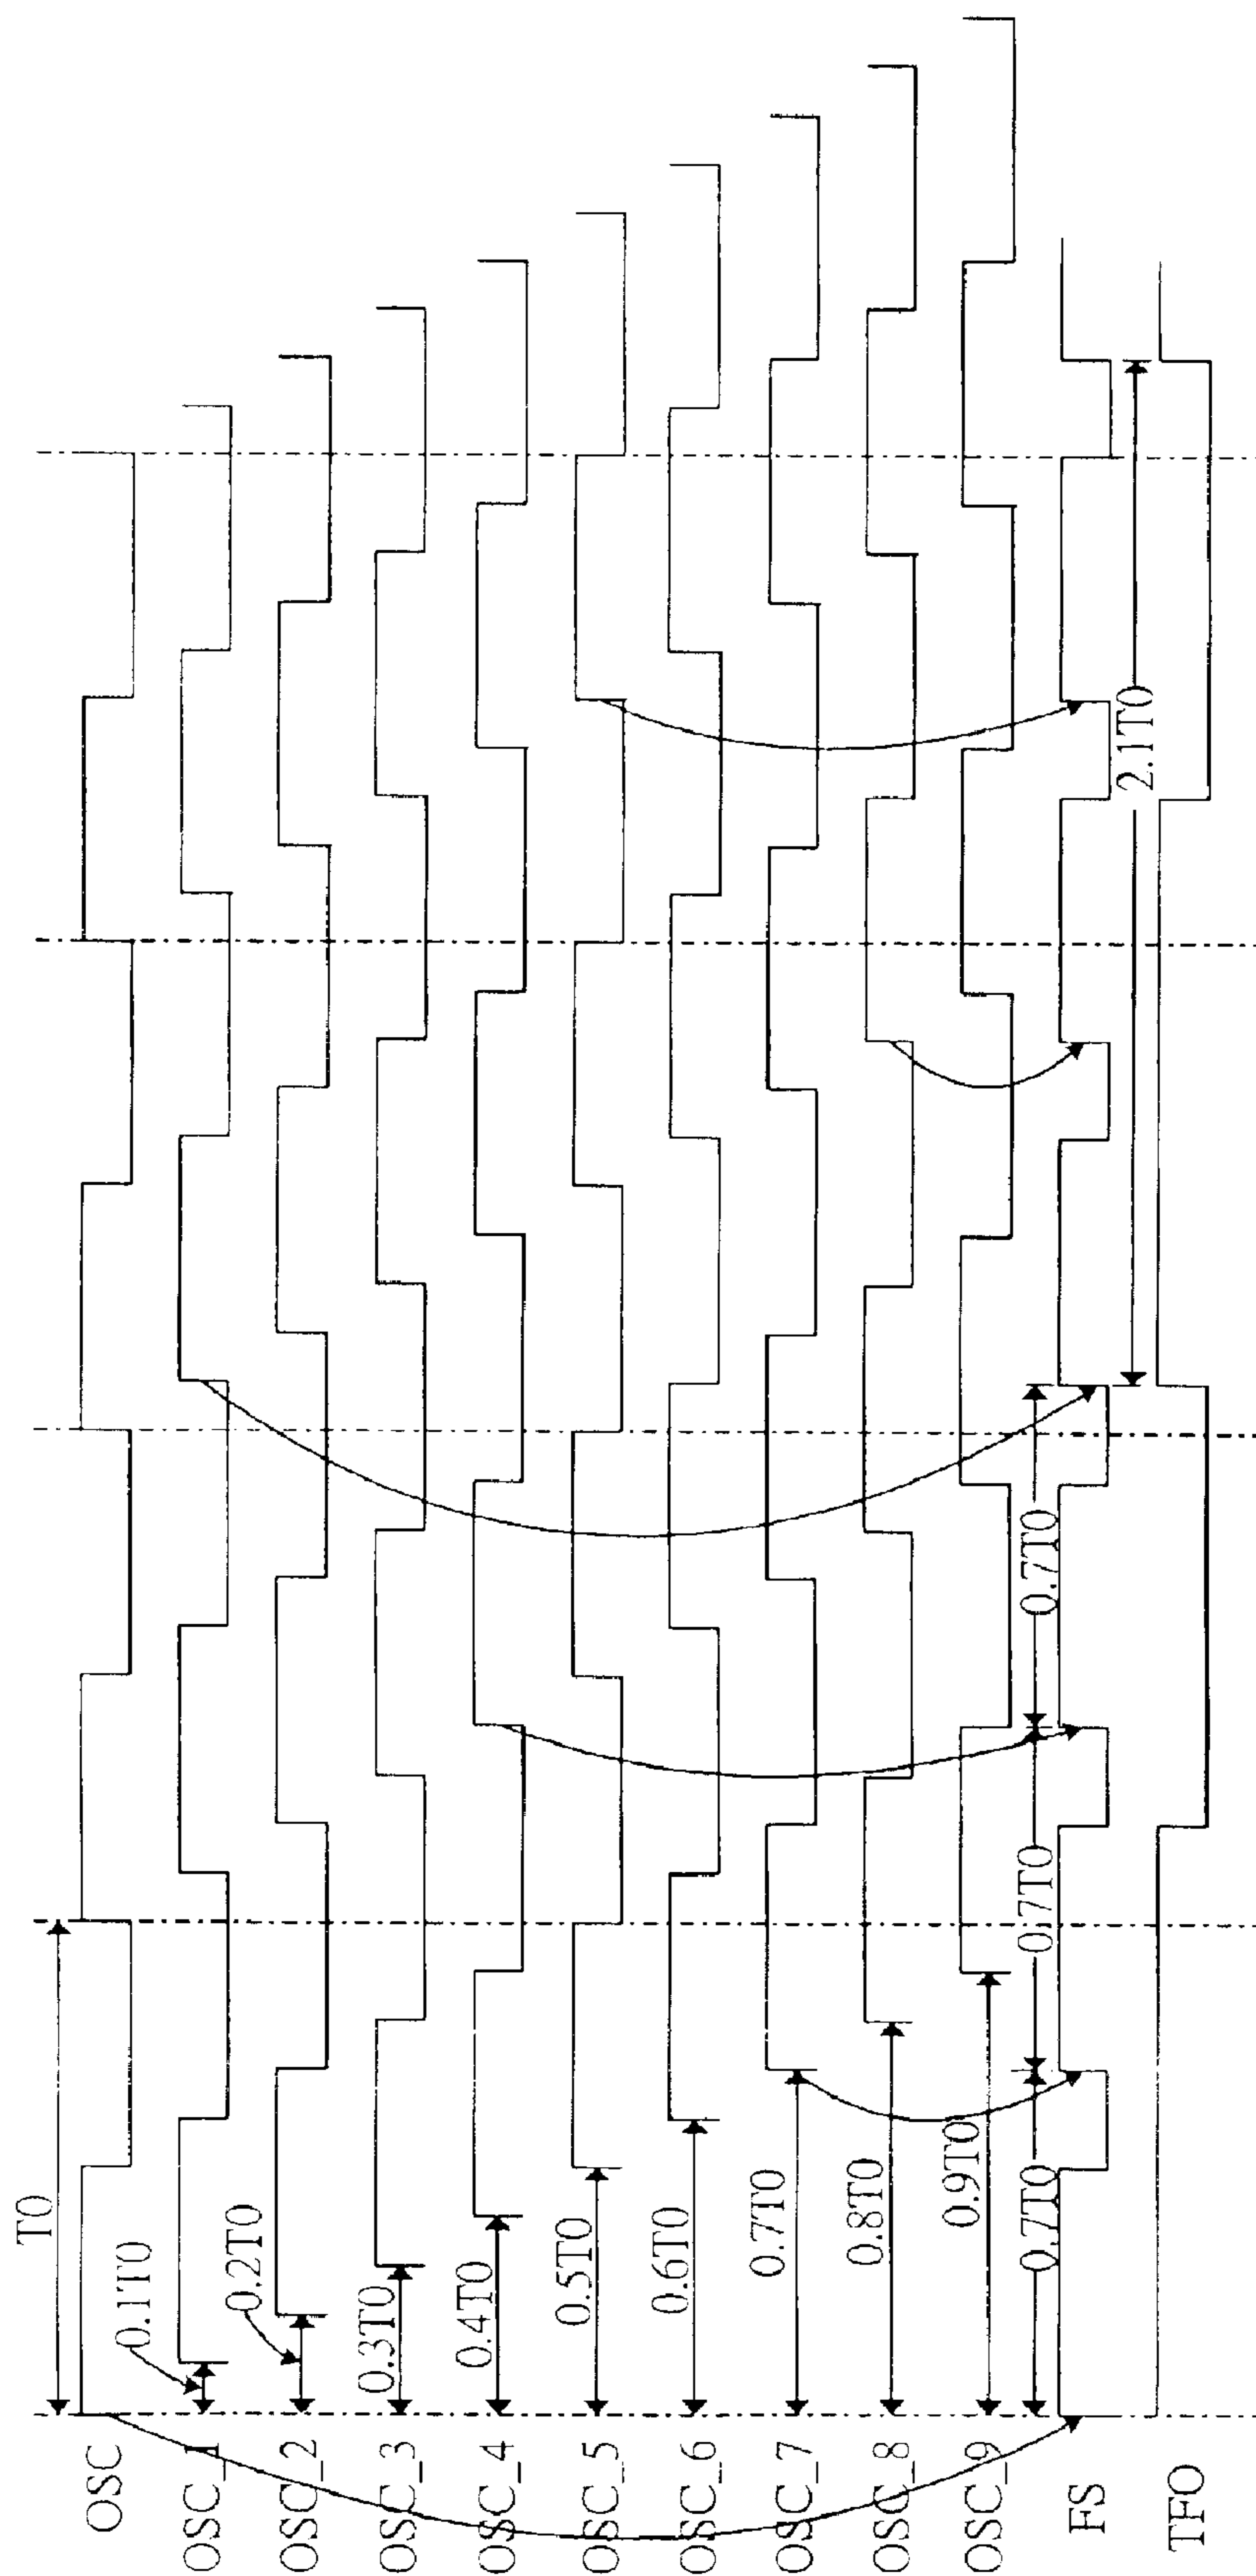 T0
OSC
0.1T0
OSC_1
0.2T0
OSC_2
0.3T0
OSC_3
0.4T0
OSC_4
0.5T0
OSC_5
0.6T0
OSC_6
0.7T0
OSC_7
0.8T0
OSC_8
0.9T0
OSC_9
0.7T0
0.7T0
0.7T0
FS
2.1T0
TFO